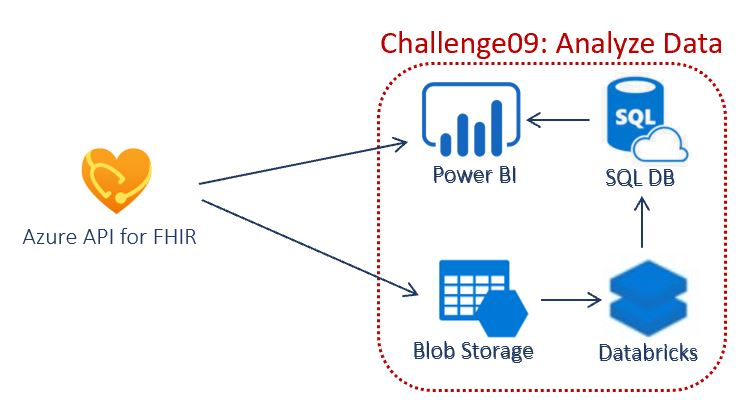 Challenge09: Analyze Data
SQL
Power BI
SQL DB
Azure API for FHIR
Blob Storage
Databricks